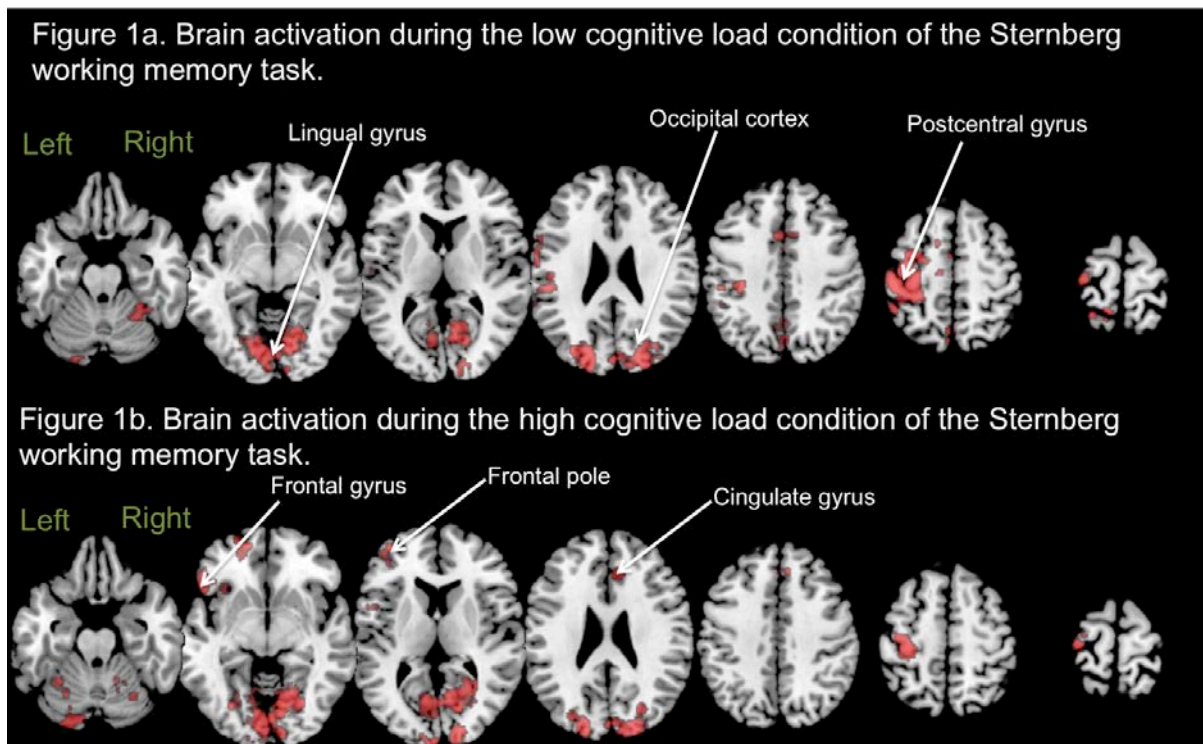 Figure 1a. Brain activation during the low cognitive load condition of the Sternberg
working memory task.
Left Right
Lingual gyrus
Occipital cortex
Postcentral gyrus
Figure 1b. Brain activation during the high cognitive load condition of the Sternberg
working memory task.
Left Right
Frontal gyrus
Frontal pole
Cingulate gyrus